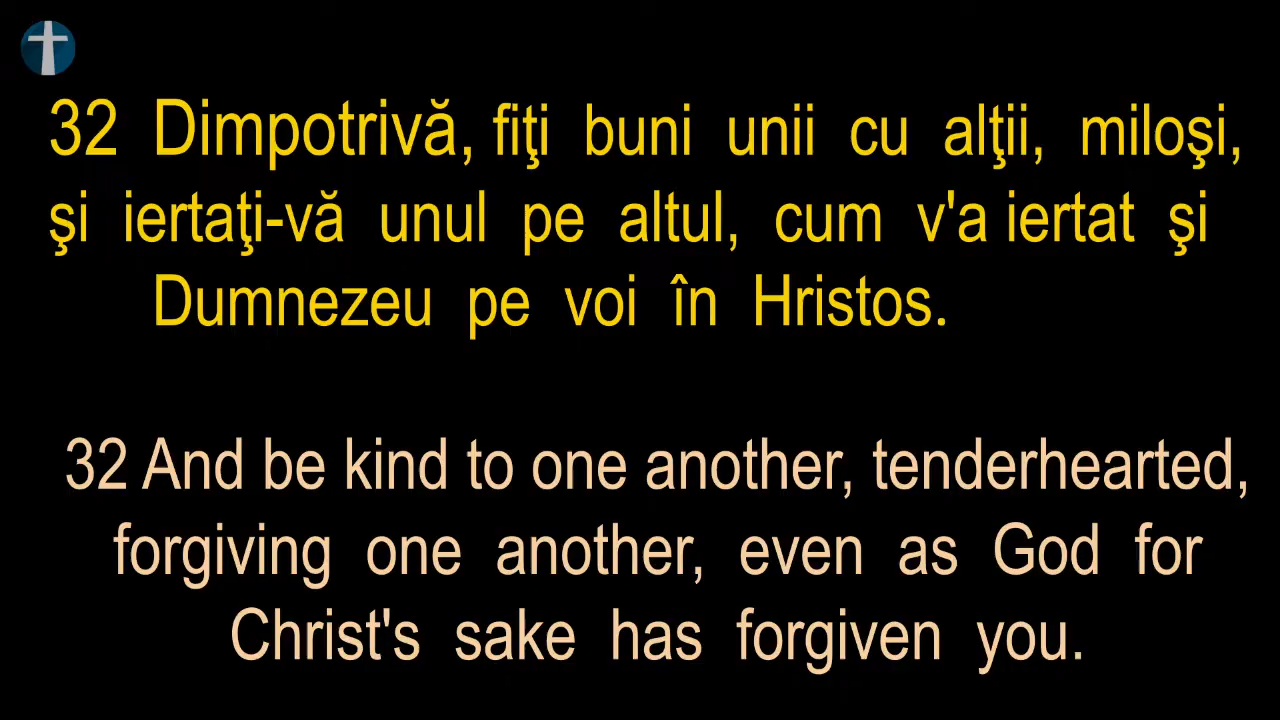 32 Dimpotrivă, fiţi buni unii cu alţii, miloşi,
şi iertaţi-vă unul pe altul, cum v'a iertat şi
Dumnezeu pe voi în Hristos.
32 And be kind to one another, tenderhearted,
forgiving one another, even as God for
Christ's sake has forgiven you.